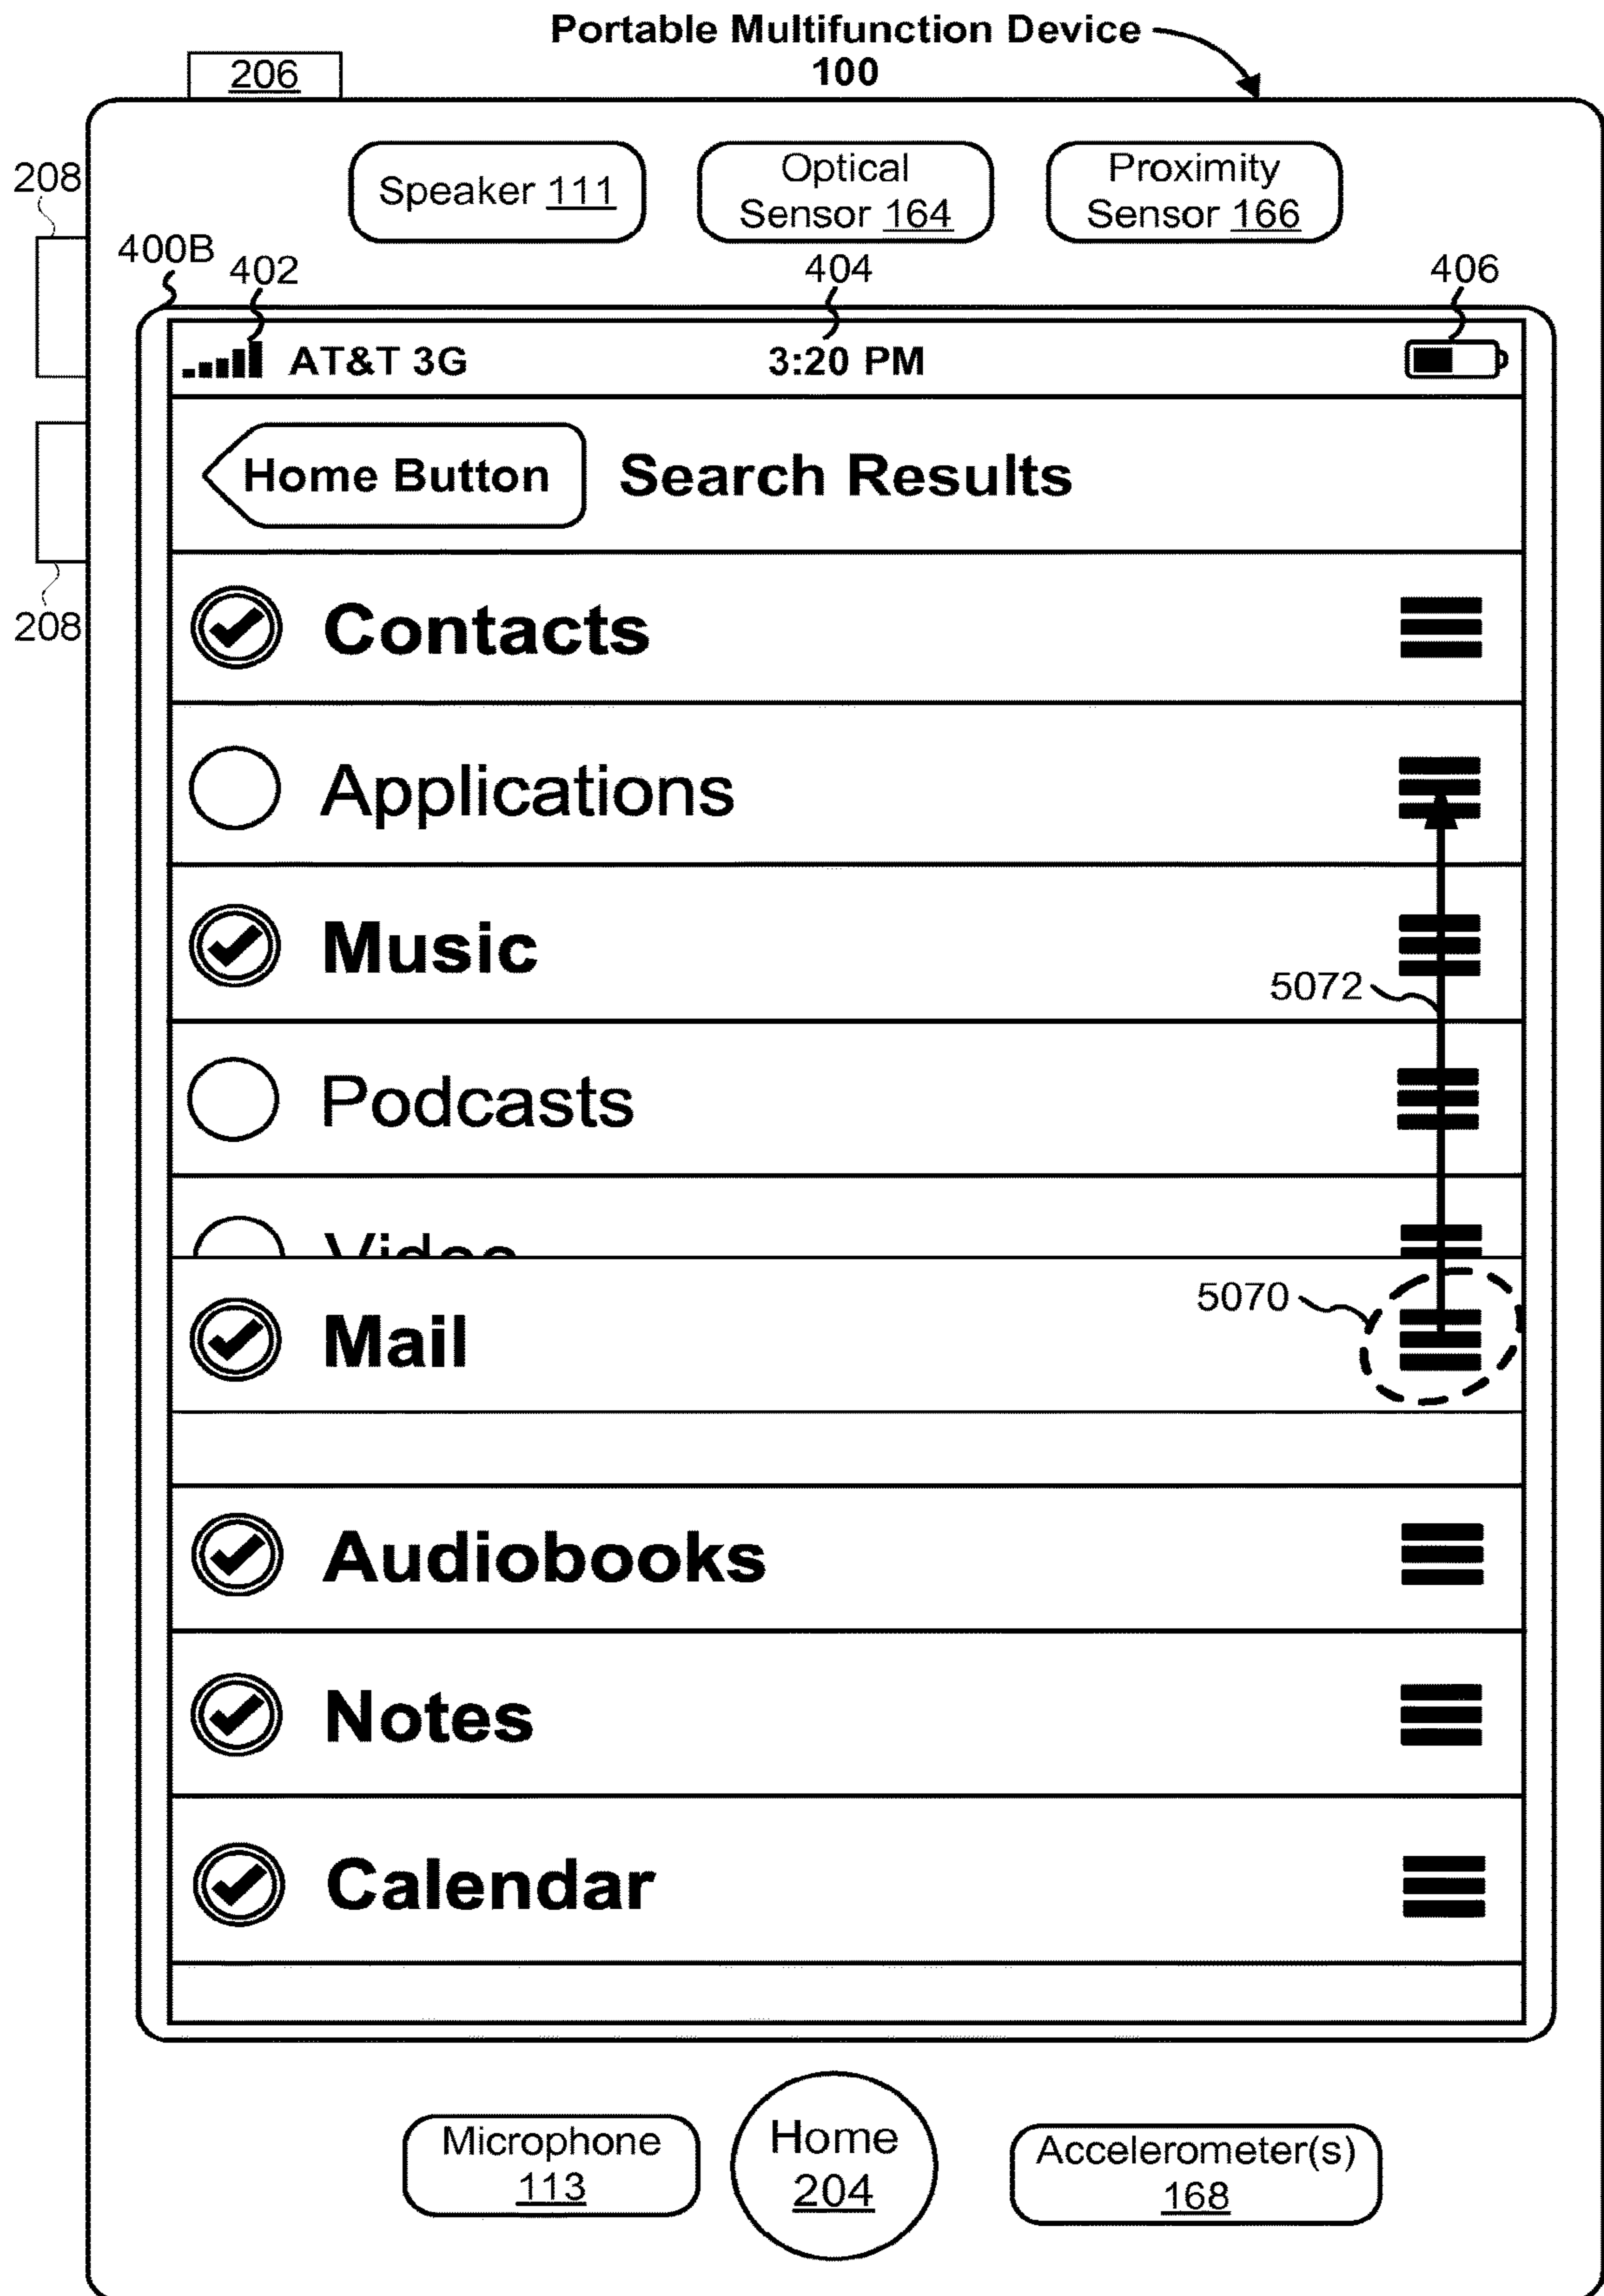 Portable Multifunction Device
100
206
208
Speaker 111
Optical
Sensor 164
Proximity
Sensor 166
400B
402
404
406
AT&T 3G
3:20 PM
Home Button
Search Results
208
Contacts
Applications
Music
5072
Podcasts
Video
5070
Mail
Audiobooks
Notes
Calendar
Microphone
113
Home
204
Accelerometer(s)
168